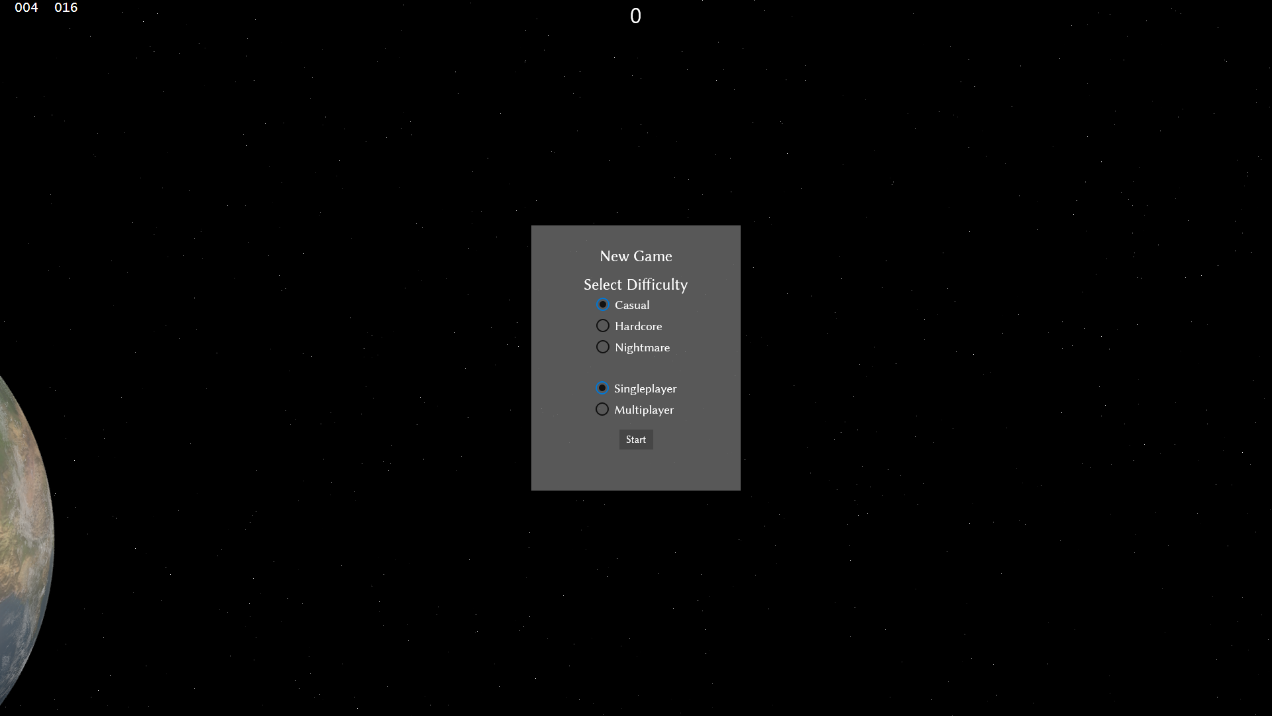 004 016
0
New Game
Select Difficulty
Casual
Hardcore
Nightmare
Singleplayer
Multiplayer
Start